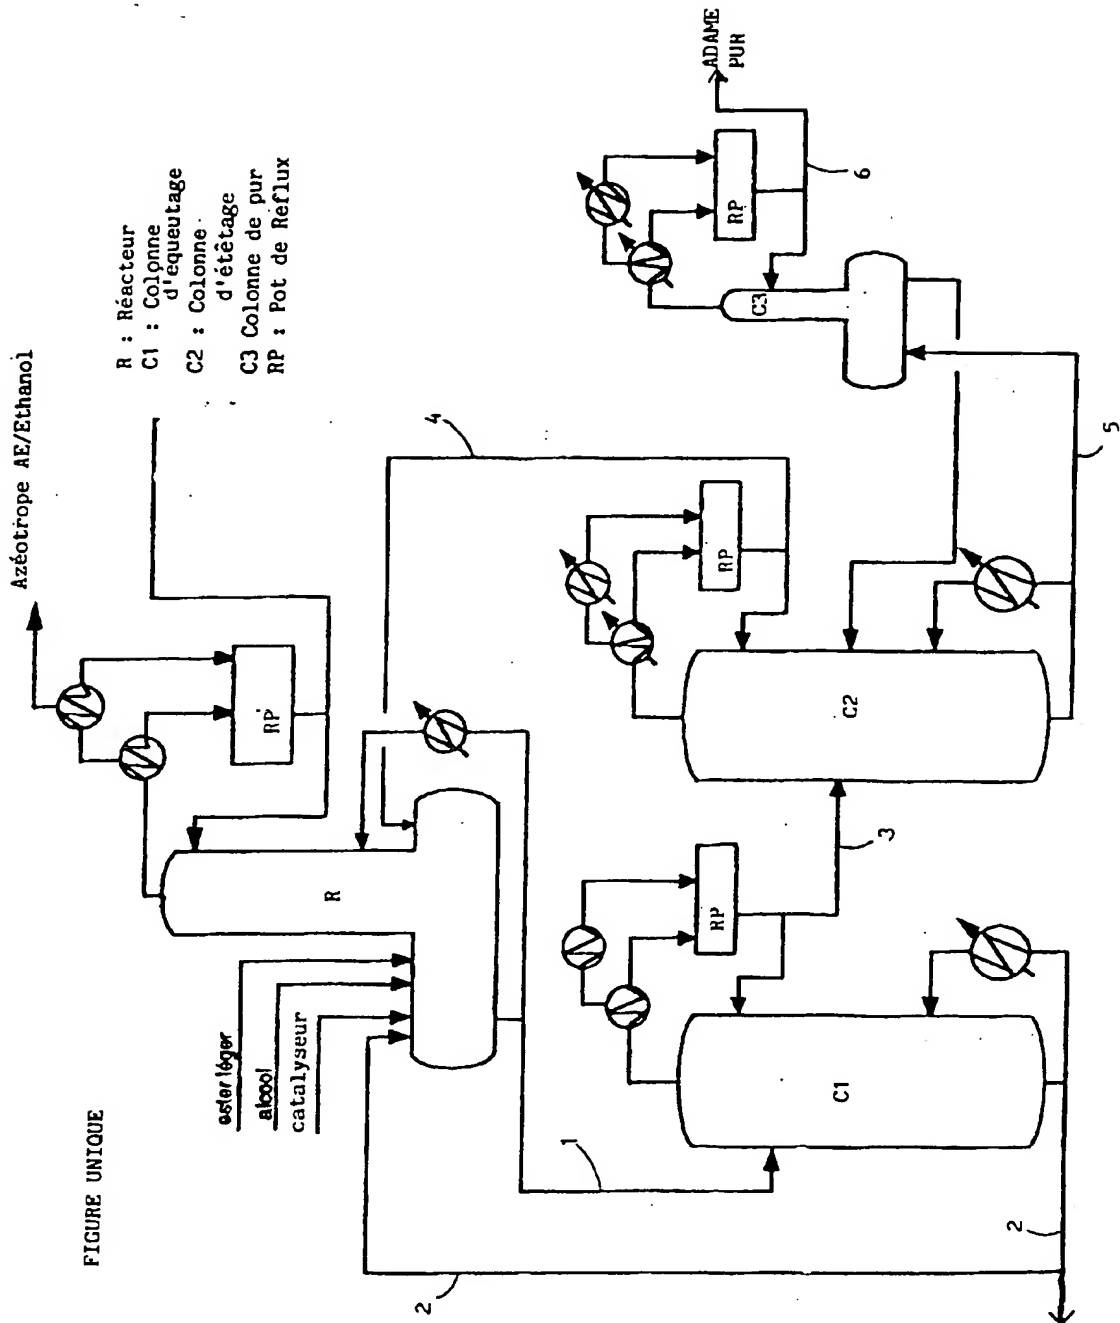 FIGURE UNIQUE
Azéotrope AE/Ethanol
R : Réacteur
C1 : Colonne
d'equeutage
C2 : Colonne
d'étêtage
C3 Colonne de pur
RP : Pot de Reflux
ester léger
alcool
catalyseur
R
RP
4
ADAME
PUR
RP
6
C3
RP
C2
5
3
RP
C1
1
2
2